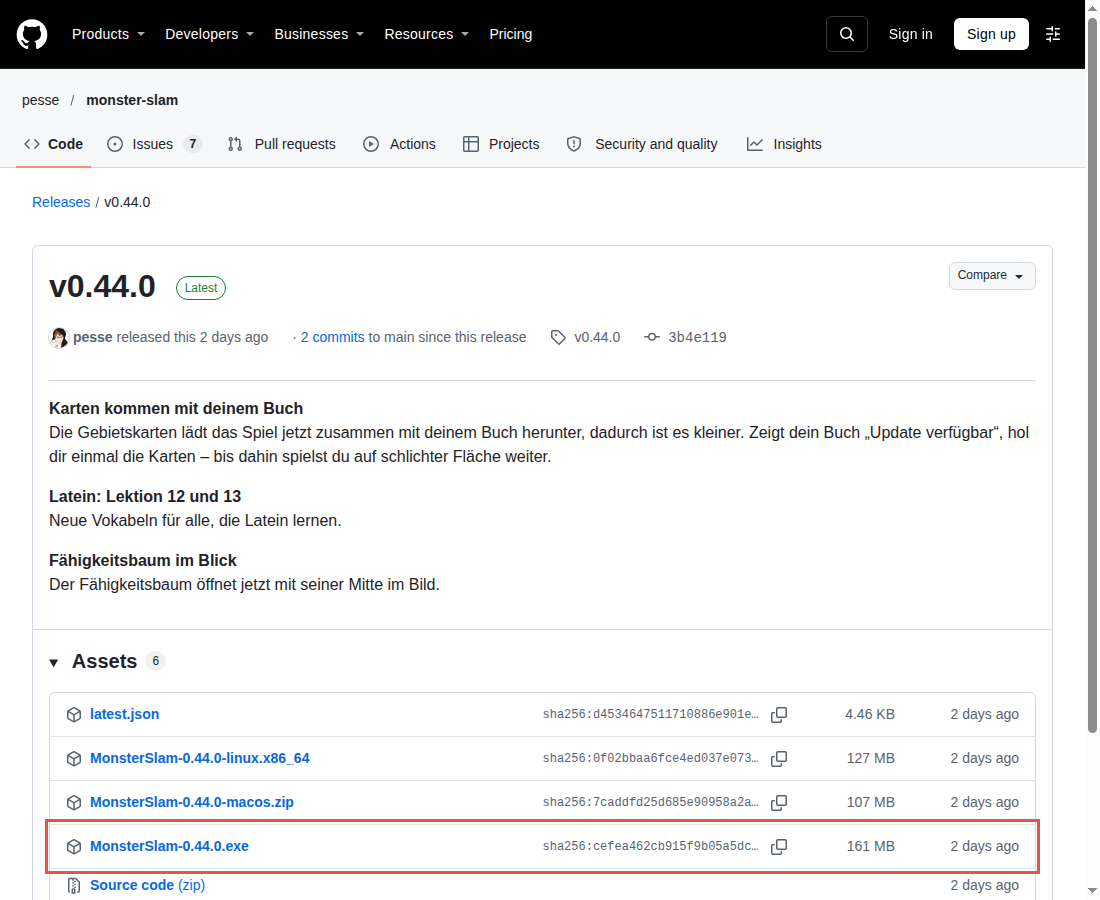 Products Developers Businesses Resources Pricing Sign in Sign up
pesse / monster-slam
Code Issues 7 Pull requests Actions Projects Security and quality Insights
Releases / v0.44.0
v0.44.0 Latest Compare
pesse released this 2 days ago · 2 commits to main since this release v0.44.0 3b4e119
Karten kommen mit deinem Buch
Die Gebietskarten lädt das Spiel jetzt zusammen mit deinem Buch herunter, dadurch ist es kleiner. Zeigt dein Buch „Update verfügbar“, hol
dir einmal die Karten – bis dahin spielst du auf schlichter Fläche weiter.
Latein: Lektion 12 und 13
Neue Vokabeln für alle, die Latein lernen.
Fähigkeitsbaum im Blick
Der Fähigkeitsbaum öffnet jetzt mit seiner Mitte im Bild.
Assets 6
latest.json sha256:d4534647511710886e901e… 4.46 KB 2 days ago
MonsterSlam-0.44.0-linux.x86_64 sha256:0f02bbaa6fce4ed037e073… 127 MB 2 days ago
MonsterSlam-0.44.0-macos.zip sha256:7caddfd25d685e90958a2a… 107 MB 2 days ago
MonsterSlam-0.44.0.exe sha256:cefea462cb915f9b05a5dc… 161 MB 2 days ago
Source code (zip) 2 days ago